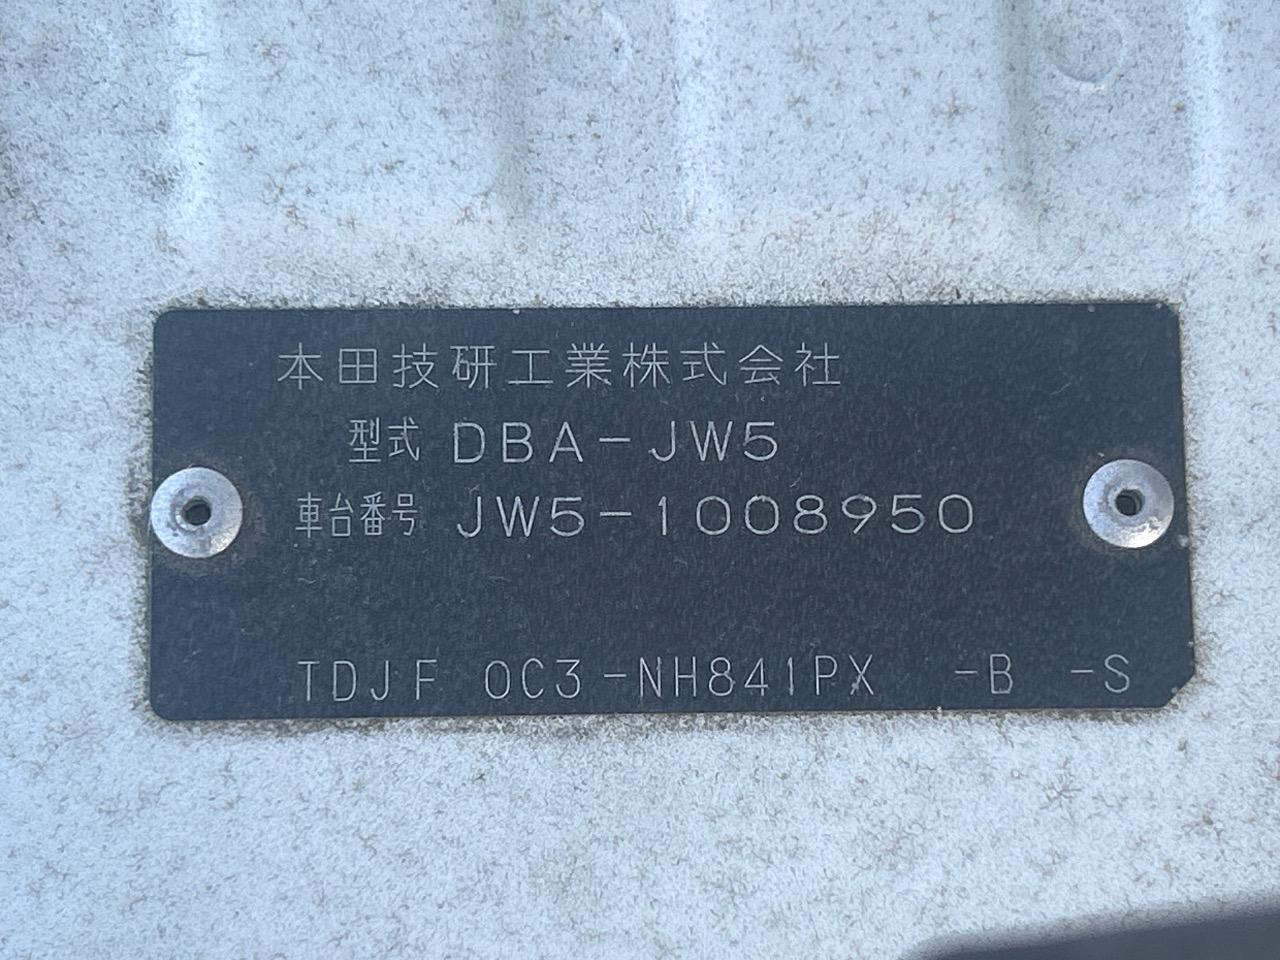 本田技研工業株式会社
型式 DBA-JW5
車台番号 JW5-1008950
TDJF 0C3-NH841PX -B -S